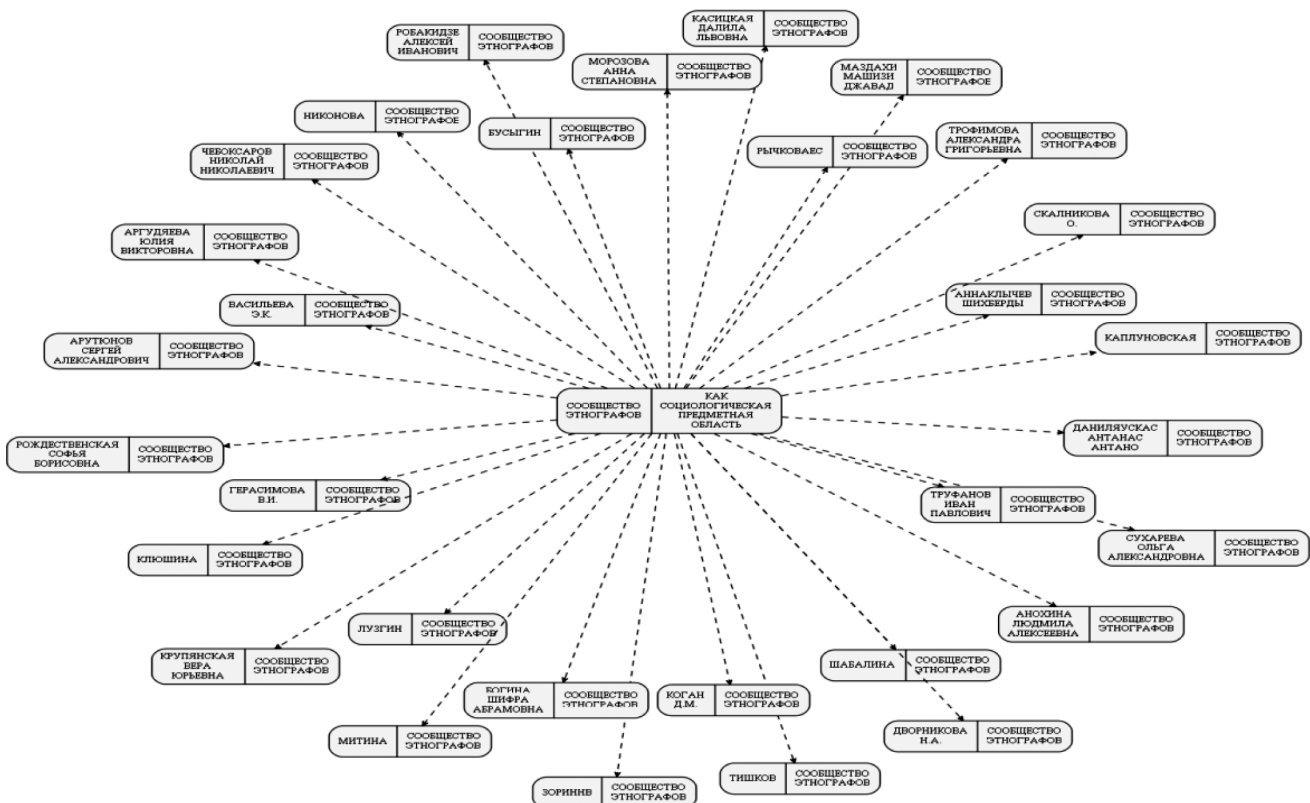 КАСИЦКАЯ
ДАЛИЛА
ЛЬВОВНА
СООБЩЕСТВО
ЭТНОГРАФОВ
РОБАКИДЗЕ
АЛЕКСЕЙ
ИВАНОВИЧ
СООБЩЕСТВО
ЭТНОГРАФОВ
МОРОЗОВА
АННА
СТЕПАНОВНА
СООБЩЕСТВО
ЭТНОГРАФОВ
МАЗДАХИ
МАШИЗИ
ДЖАВАД
СООБЩЕСТВО
ЭТНОГРАФОЕ
НИКОНОВА
СООБЩЕСТВО
ЭТНОГРАФОЕ
БУСЫГИН
СООБЩЕСТВО
ЭТНОГРАФОВ
РЫЧКОВАЕС
СООБЩЕСТВО
ЭТНОГРАФОВ
ТРОФИМОВА
АЛЕКСАНДРА
ГРИГОРЬЕВНА
СООБЩЕСТВО
ЭТНОГРАФОВ
ЧЕБОКСАРОВ
НИКОЛАЙ
НИКОЛАЕВИЧ
СООБЩЕСТВО
ЭТНОГРАФОВ
СКАЛНИКОВА
О.
СООБЩЕСТВО
ЭТНОГРАФОВ
АРГУДЯЕВА
ЮЛИЯ
ВИКТОРОВНА
СООБЩЕСТВО
ЭТНОГРАФОВ
АННАКЛЫЧЕВ
ШИХБЕРДЫ
СООБЩЕСТВО
ЭТНОГРАФОВ
ВАСИЛЬЕВА
Э.К.
СООБЩЕСТВО
ЭТНОГРАФОВ
КАПЛУНОВСКАЯ
СООБЩЕСТВО
ЭТНОГРАФОВ
АРУТЮНОВ
СЕРГЕЙ
АЛЕКСАНДРОВИЧ
СООБЩЕСТВО
ЭТНОГРАФОВ
СООБЩЕСТВО
ЭТНОГРАФОВ
КАК
СОЦИОЛОГИЧЕСКАЯ
ПРЕДМЕТНАЯ
ОБЛАСТЬ
ДАНИЛЯУСКАС
АНТАНАС
АНТАНО
СООБЩЕСТВО
ЭТНОГРАФОВ
РОЖДЕСТВЕНСКАЯ
СОФЬЯ
БОРИСОВНА
СООБЩЕСТВО
ЭТНОГРАФОВ
ГЕРАСИМОВА
В.И.
СООБЩЕСТВО
ЭТНОГРАФОВ
ТРУФАНОВ
ИВАН
ПАВЛОВИЧ
СООБЩЕСТВО
ЭТНОГРАФОВ
КЛЮШИНА
СООБЩЕСТВО
ЭТНОГРАФОВ
СУХАРЕВА
ОЛЬГА
АЛЕКСАНДРОВНА
СООБЩЕСТВО
ЭТНОГРАФОВ
ЛУЗГИН
СООБЩЕСТВО
ЭТНОГРАФОВ
АНОХИНА
ЛЮДМИЛА
АЛЕКСЕЕВНА
СООБЩЕСТВО
ЭТНОГРАФОВ
КРУПЯНСКАЯ
ВЕРА
ЮРЬЕВНА
СООБЩЕСТВО
ЭТНОГРАФОВ
ШАБАЛИНА
СООБЩЕСТВО
ЭТНОГРАФОВ
БОГИНА
ШИФРА
АБРАМОВНА
СООБЩЕСТВО
ЭТНОГРАФОВ
КОГАН
Д.М.
СООБЩЕСТВО
ЭТНОГРАФОВ
МИТИНА
СООБЩЕСТВО
ЭТНОГРАФОВ
ДВОРНИКОВА
Н.А.
СООБЩЕСТВО
ЭТНОГРАФОВ
ЗОРИННВ
СООБЩЕСТВО
ЭТНОГРАФОВ
ТИШКОВ
СООБЩЕСТВО
ЭТНОГРАФОВ